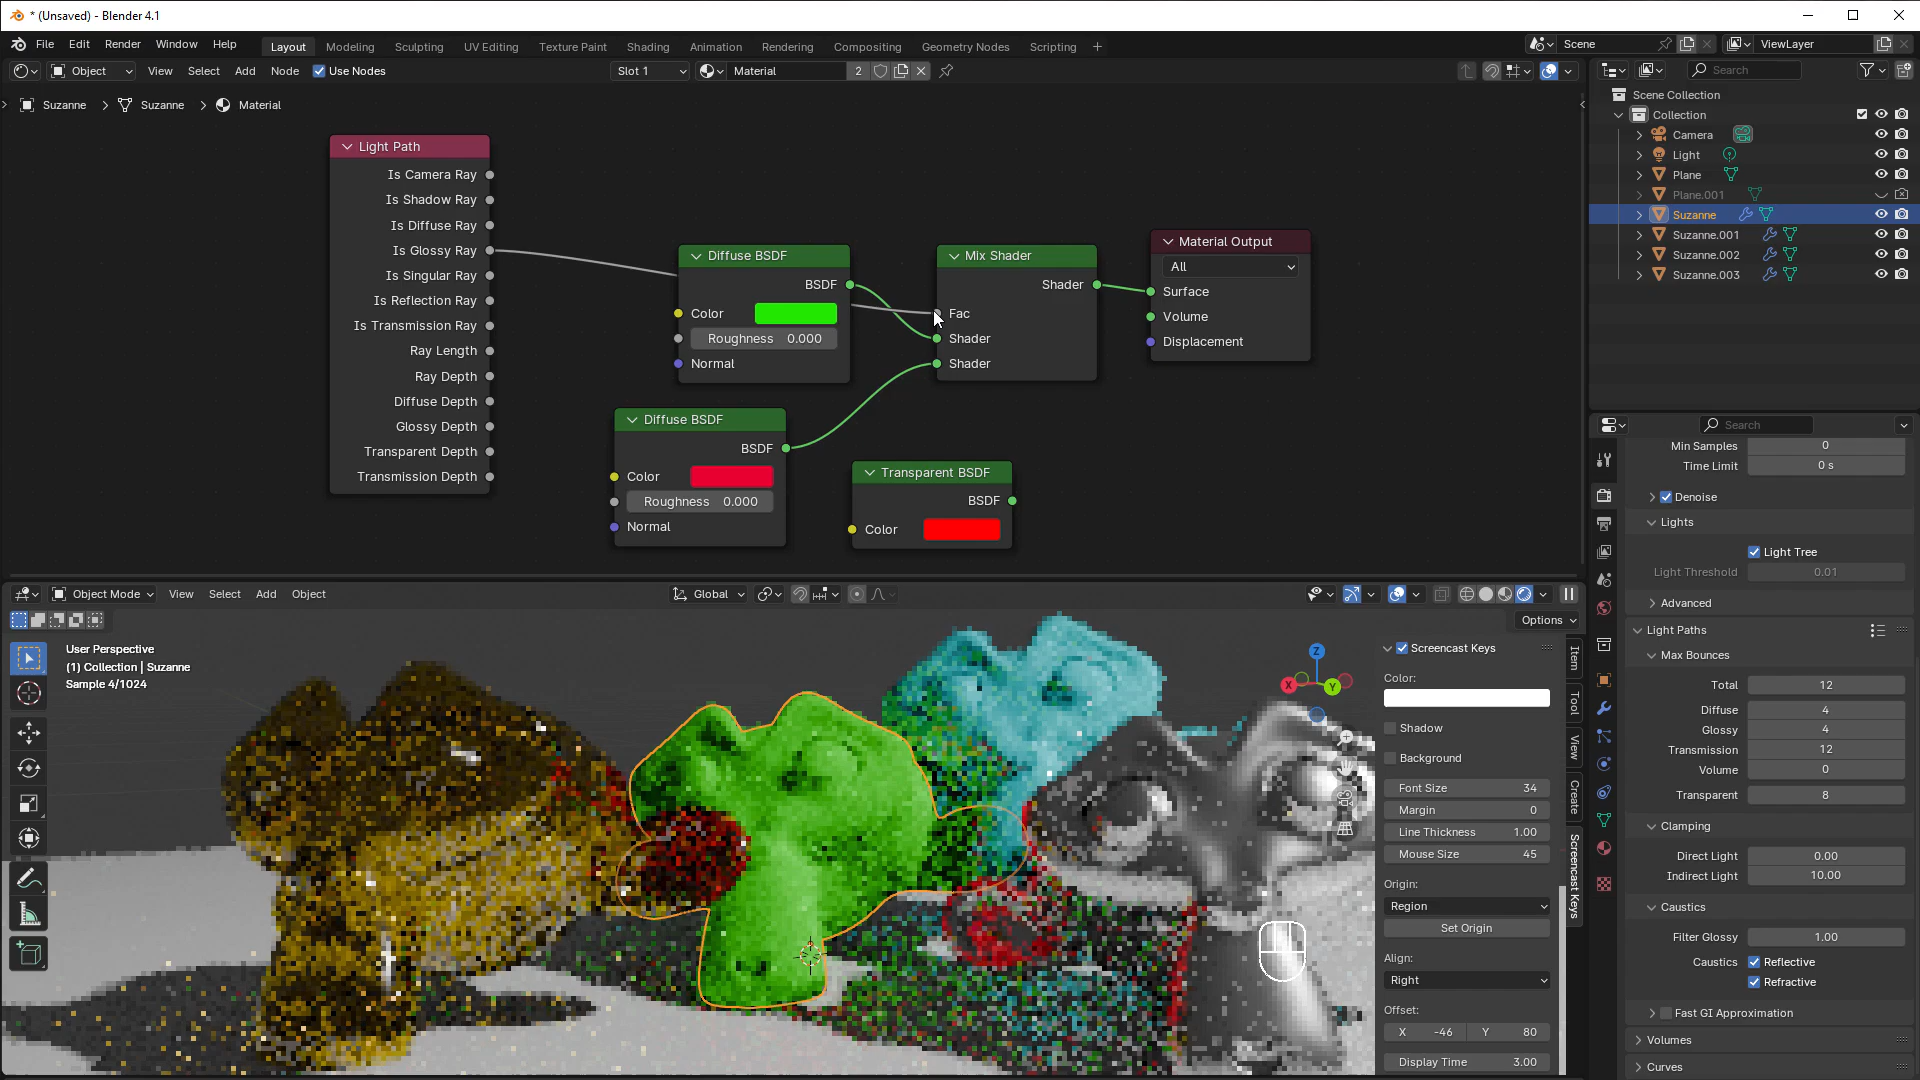 * (Unsaved) - Blender 4.1
File Edit Render Window Help Layout Modeling Sculpting UV Editing Texture Paint Shading Animation Rendering Compositing Geometry Nodes Scripting + Scene ViewLayer
Object View Select Add Node Use Nodes Slot 1 Material 2 Search
Suzanne > Suzanne > Material
Scene Collection
Collection
Camera
Light
Plane
Plane.001
Suzanne
Suzanne.001
Suzanne.002
Suzanne.003
Light Path
Is Camera Ray
Is Shadow Ray
Is Diffuse Ray
Is Glossy Ray
Is Singular Ray
Is Reflection Ray
Is Transmission Ray
Ray Length
Ray Depth
Diffuse Depth
Glossy Depth
Transparent Depth
Transmission Depth
Diffuse BSDF
BSDF
Color
Roughness 0.000
Normal
Diffuse BSDF
BSDF
Color
Roughness 0.000
Normal
Transparent BSDF
BSDF
Color
Mix Shader
Shader
Fac
Shader
Shader
Material Output
All
Surface
Volume
Displacement
Search
Min Samples 0
Time Limit 0 s
Denoise
Lights
Light Tree
Light Threshold 0.01
Advanced
Light Paths
Max Bounces
Total 12
Diffuse 4
Glossy 4
Transmission 12
Volume 0
Transparent 8
Clamping
Direct Light 0.00
Indirect Light 10.00
Caustics
Filter Glossy 1.00
Caustics Reflective
Refractive
Fast GI Approximation
Volumes
Curves
Object Mode View Select Add Object Global
Options
User Perspective
(1) Collection | Suzanne
Sample 4/1024
Z
X
Y
Screencast Keys
Color:
Shadow
Background
Font Size 34
Margin 0
Line Thickness 1.00
Mouse Size 45
Origin:
Region
Set Origin
Align:
Right
Offset:
X -46 Y 80
Display Time 3.00
Item
Tool
View
Create
Screencast Keys